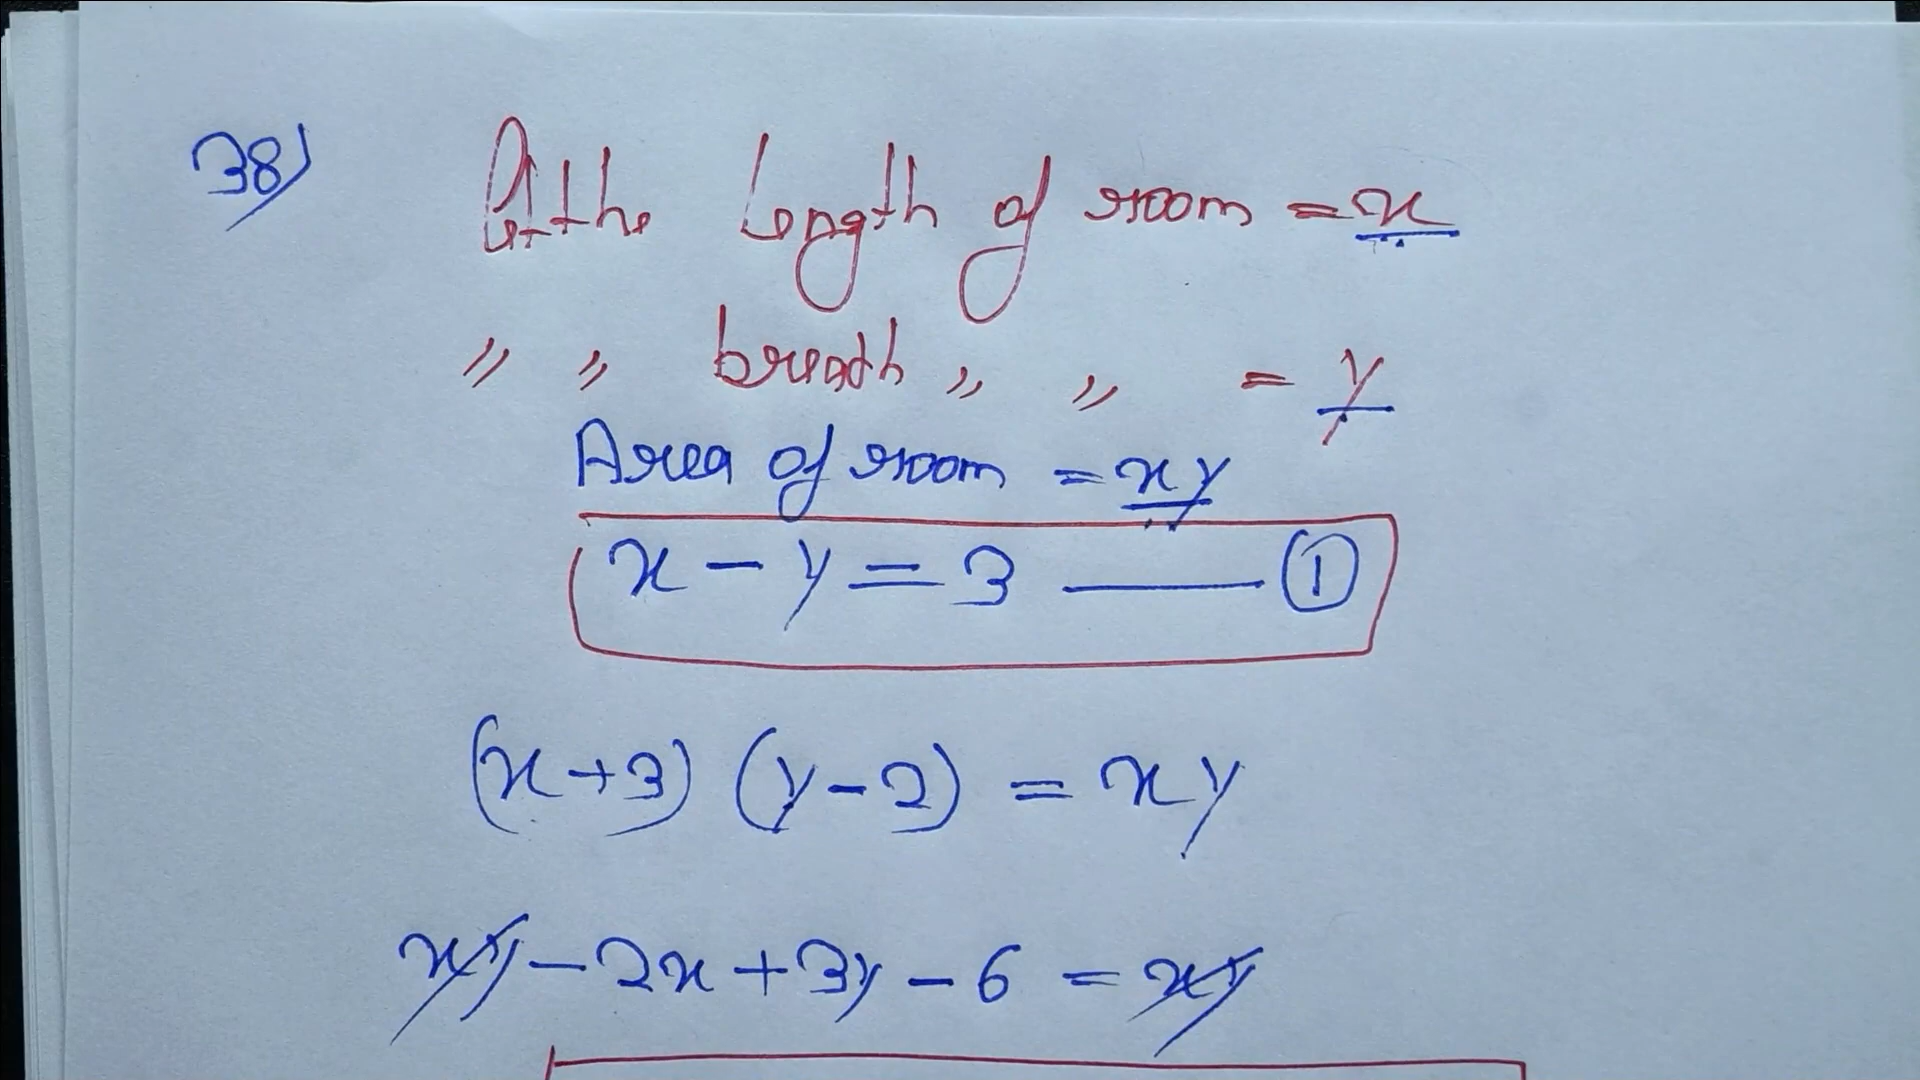 38) Let the length of room = x
" " breath " " = y
Area of room = xy
x - y = 3 —— ①
(x+3) (y-2) = xy
xy - 2x + 3y - 6 = xy